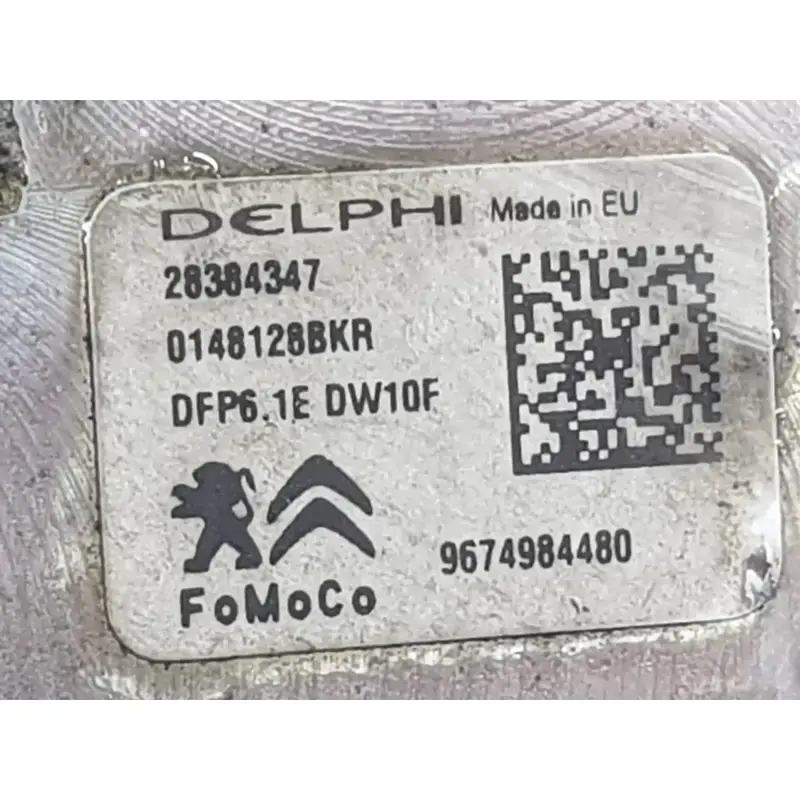 DELPHI Made in EU
28384347
0148128BKR
DFP6.1E DW10F
9674984480
FoMoCo